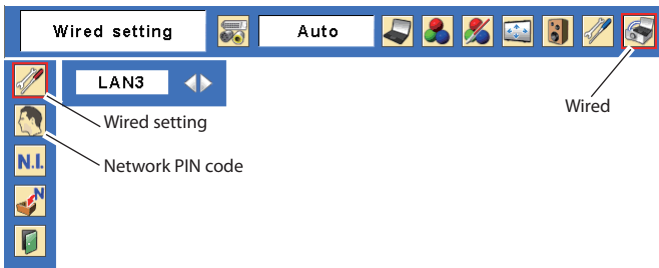 Wired setting
Auto
LAN3
Wired
Wired setting
Network PIN code
N.I.
N